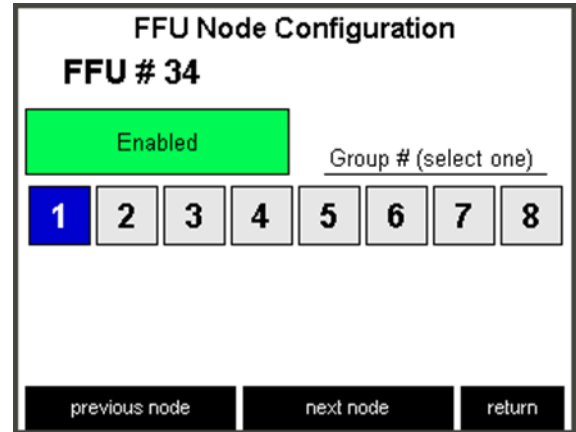 FFU Node Configuration
FFU # 34
Enabled
Group # (select one)
1 2 3 4 5 6 7 8
previous node next node return